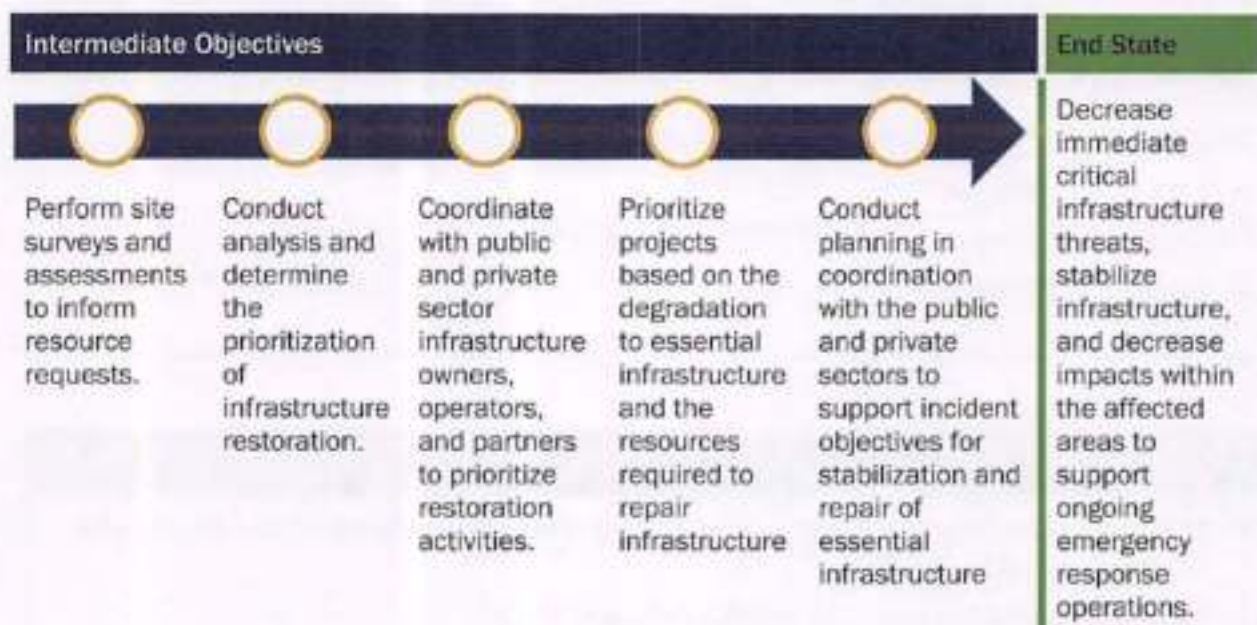 Intermediate Objectives
End State
Perform site
surveys and
assessments
to inform
resource
requests.
Conduct
analysis and
determine
the
prioritization
of
infrastructure
restoration.
Coordinate
with public
and private
sector
infrastructure
owners,
operators,
and partners
to prioritize
restoration
activities.
Prioritize
projects
based on the
degradation
to essential
infrastructure
and the
resources
required to
repair
infrastructure
Conduct
planning in
coordination
with the public
and private
sectors to
support incident
objectives for
stabilization and
repair of
essential
infrastructure
Decrease
immediate
critical
infrastructure
threats,
stabilize
infrastructure,
and decrease
impacts within
the affected
areas to
support
ongoing
emergency
response
operations.